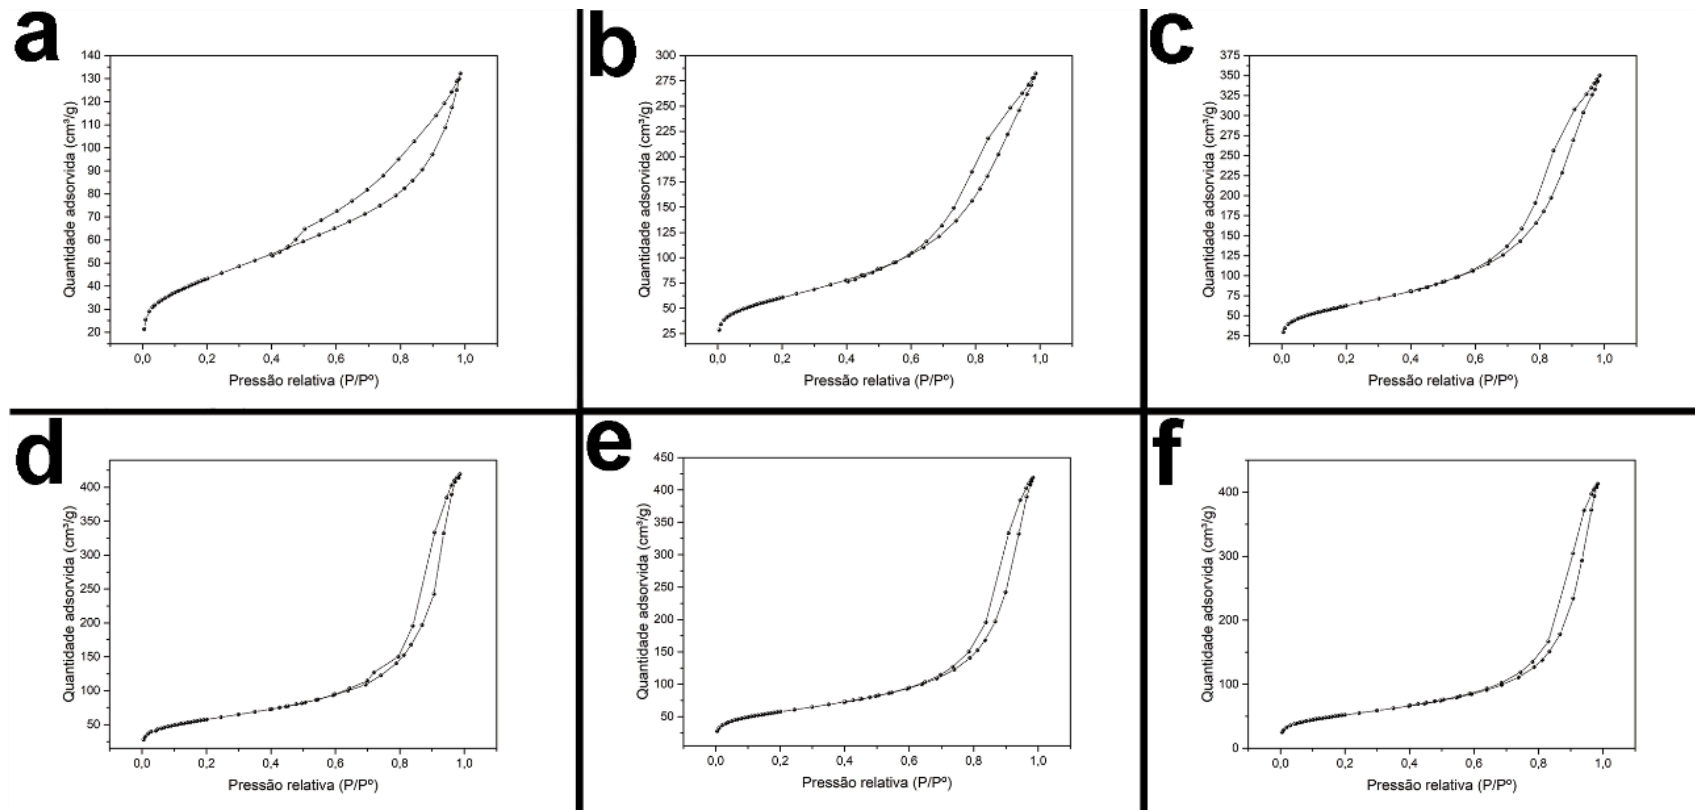 a
140
130
120
110
100
90
80
70
60
50
40
30
20
0,0 0,2 0,4 0,6 0,8 1,0
Quantidade adsorvida (cm³/g)
Pressão relativa (P/Pº)
b
300
275
250
225
200
175
150
125
100
75
50
25
0,0 0,2 0,4 0,6 0,8 1,0
Quantidade adsorvida (cm³/g)
Pressão relativa (P/Pº)
c
375
350
325
300
275
250
225
200
175
150
125
100
75
50
25
0,0 0,2 0,4 0,6 0,8 1,0
Quantidade adsorvida (cm³/g)
Pressão relativa (P/Pº)
d
400
350
300
250
200
150
100
50
0,0 0,2 0,4 0,6 0,8 1,0
Quantidade adsorvida (cm³/g)
Pressão relativa (P/Pº)
e
450
400
350
300
250
200
150
100
50
0,0 0,2 0,4 0,6 0,8 1,0
Quantidade adsorvida (cm³/g)
Pressão relativa (P/Pº)
f
400
300
200
100
0
0,0 0,2 0,4 0,6 0,8 1,0
Quantidade adsorvida (cm³/g)
Pressão relativa (P/Pº)